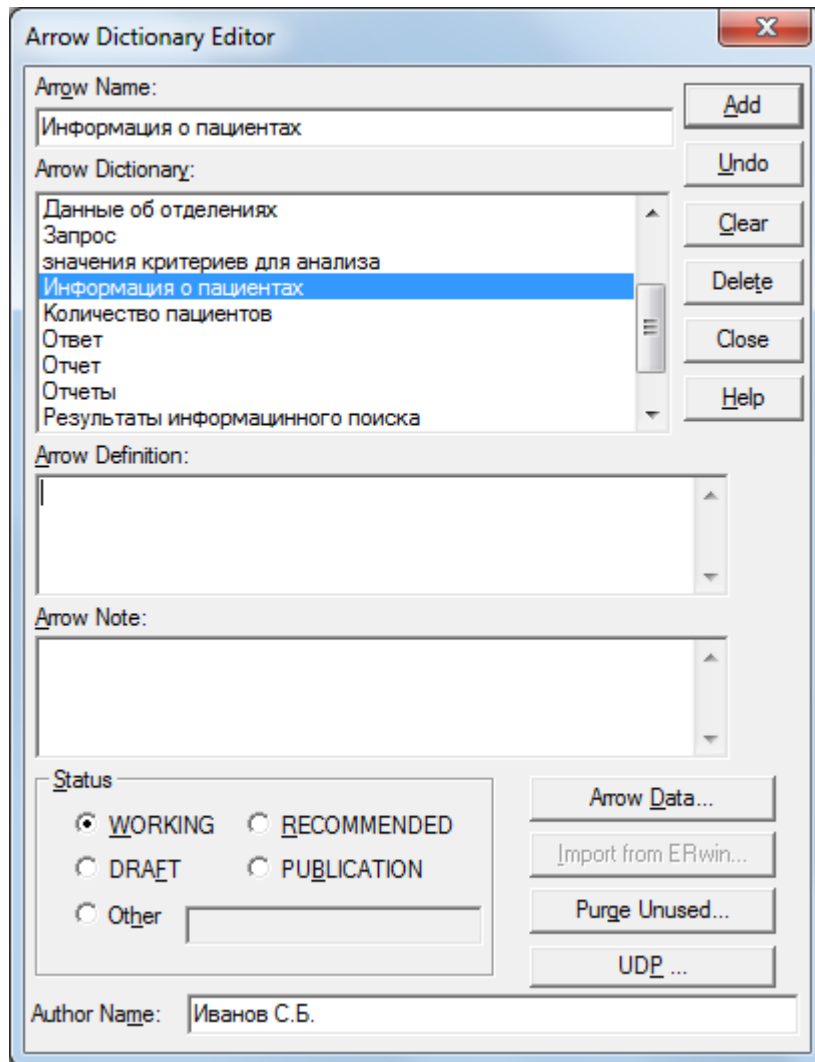 Arrow Dictionary Editor
Arrow Name:
Информация о пациентах
Add
Arrow Dictionary:
Undo
Данные об отделениях
Запрос
значения критериев для анализа
Информация о пациентах
Количество пациентов
Ответ
Отчет
Отчеты
Результаты информацинного поиска
Clear
Delete
Close
Help
Arrow Definition:
Arrow Note:
Status
WORKING RECOMMENDED
DRAFT PUBLICATION
Other
Arrow Data...
Import from ERwin...
Purge Unused...
UDP ...
Author Name: Иванов С.Б.